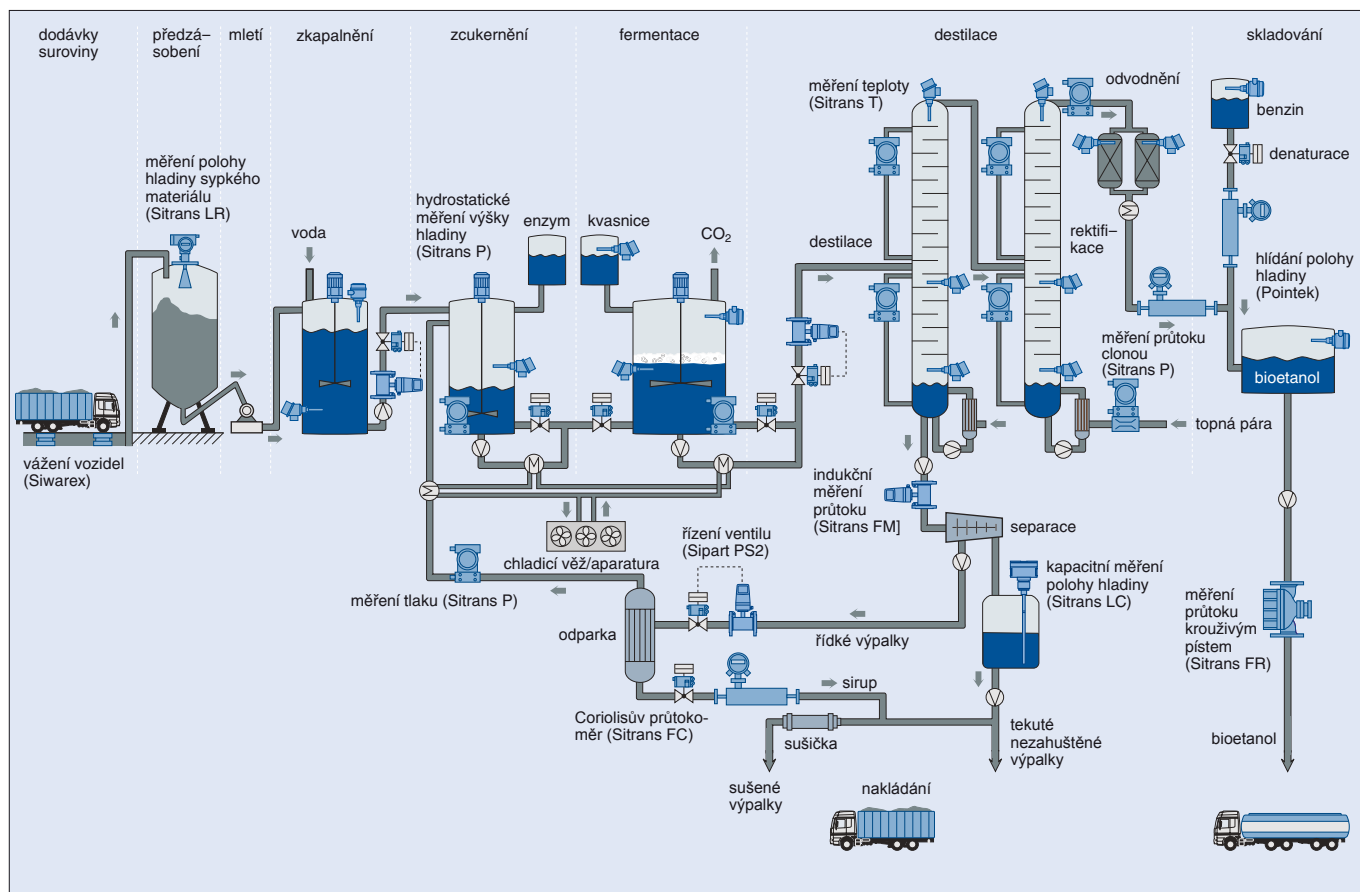 dodávky
suroviny
předzá-
sobení
mletí
zkapalnění
zcukernění
fermentace
destilace
skladování
měření polohy
hladiny sypkého
materiálu
(Sitrans LR)
voda
hydrostatické
měření výšky
hladiny
(Sitrans P)
enzym
kvasnice
CO₂
destilace
měření teploty
(Sitrans T)
odvodnění
rektifi-
kace
benzin
denaturace
hlídání polohy
hladiny
(Pointek)
měření průtoku
clonou
(Sitrans P)
bioetanol
topná pára
vážení vozidel
(Siwarex)
M
M
M
M
chladicí věž/aparatura
měření tlaku (Sitrans P)
řízení ventilu
(Sipart PS2)
indukční
měření
průtoku
(Sitrans FM]
separace
kapacitní měření
polohy hladiny
(Sitrans LC)
odparka
řídké výpalky
sirup
Coriolisův průtoko-
měr (Sitrans FC)
sušička
sušené
výpalky
tekuté
nezahuštěné
výpalky
měření
průtoku
krouživým
pístem
(Sitrans FR)
bioetanol
nakládání